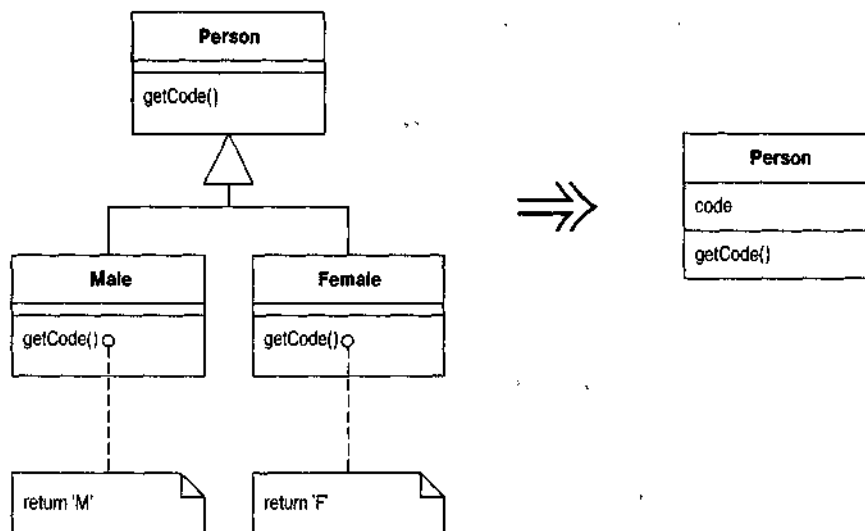 Person
getCode()
Person
code
getCode()
Male
Female
getCode()
getCode()
return 'M'
return 'F'